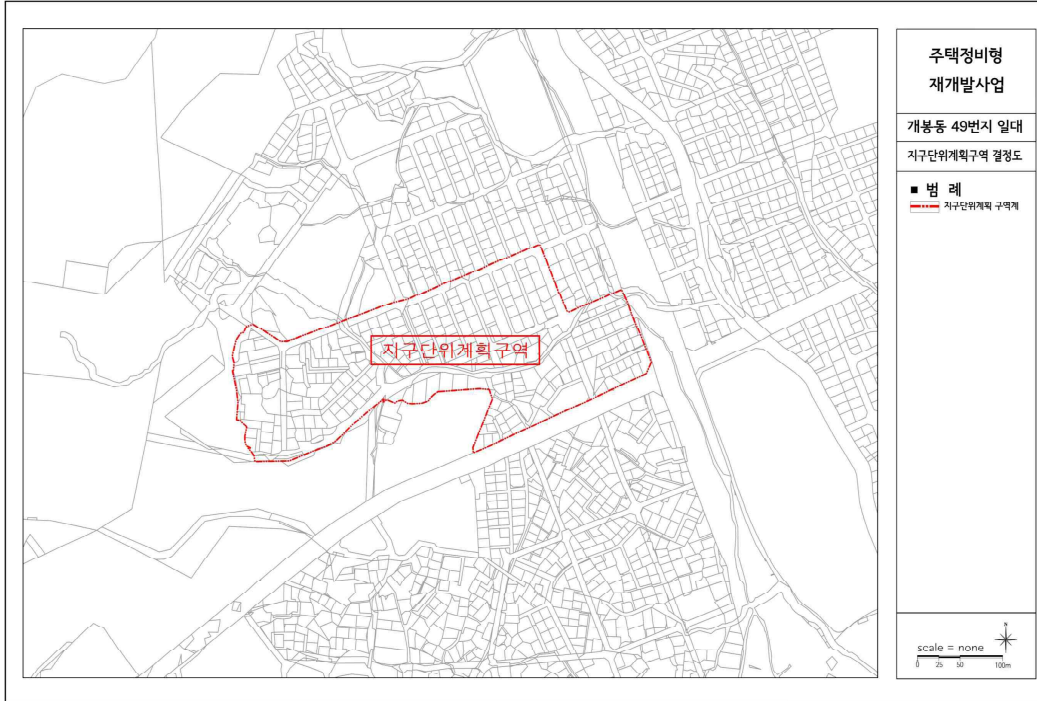 주택정비형
재개발사업
개봉동 49번지 일대
지구단위계획구역 결정도
■ 범 례
지구단위계획 구역계
지구단위계획구역
N
scale = none
0 25 50 100m